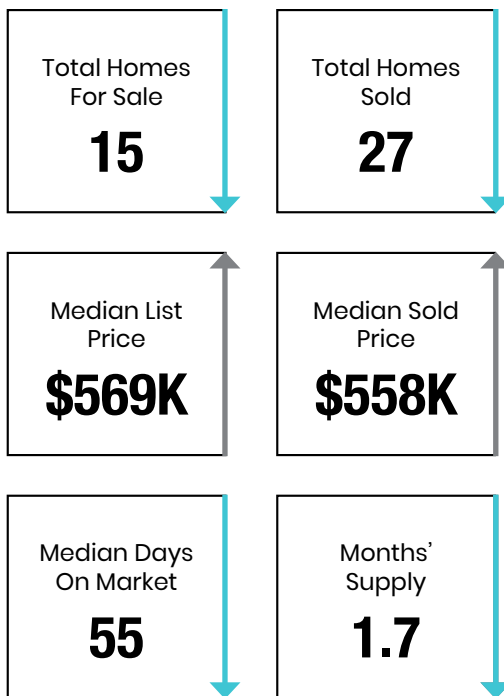 Total Homes
For Sale
15
Total Homes
Sold
27
Median List
Price
$569K
Median Sold
Price
$558K
Median Days
On Market
55
Months’
Supply
1.7